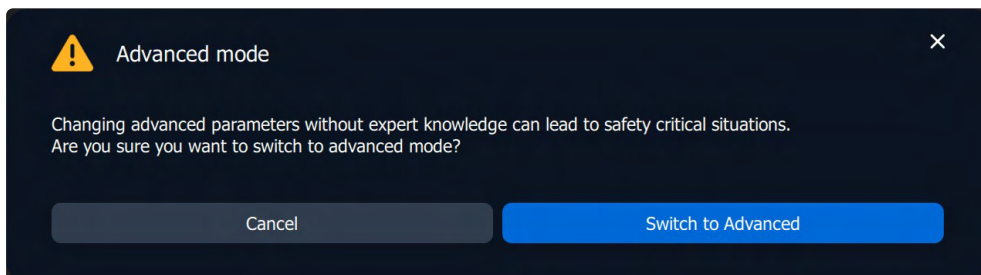 Advanced mode
Changing advanced parameters without expert knowledge can lead to safety critical situations.
Are you sure you want to switch to advanced mode?
Cancel
Switch to Advanced